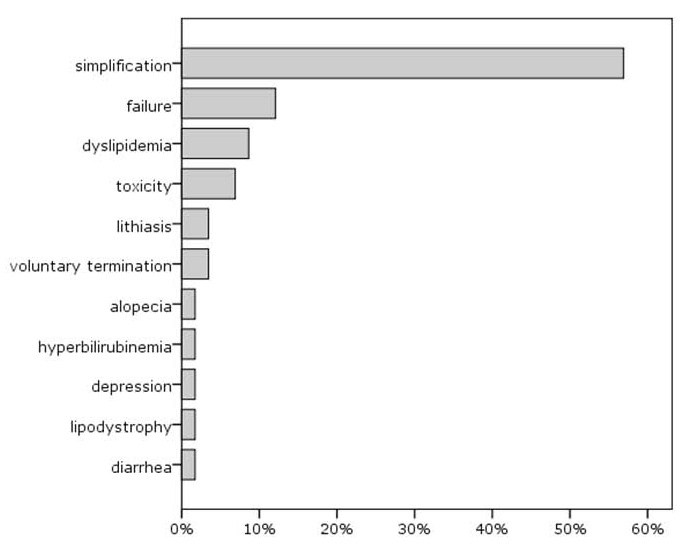 simplification
failure
dyslipidemia
toxicity
lithiasis
voluntary termination
alopecia
hyperbilirubinemia
depression
lipodystrophy
diarrhea
0% 10% 20% 30% 40% 50% 60%